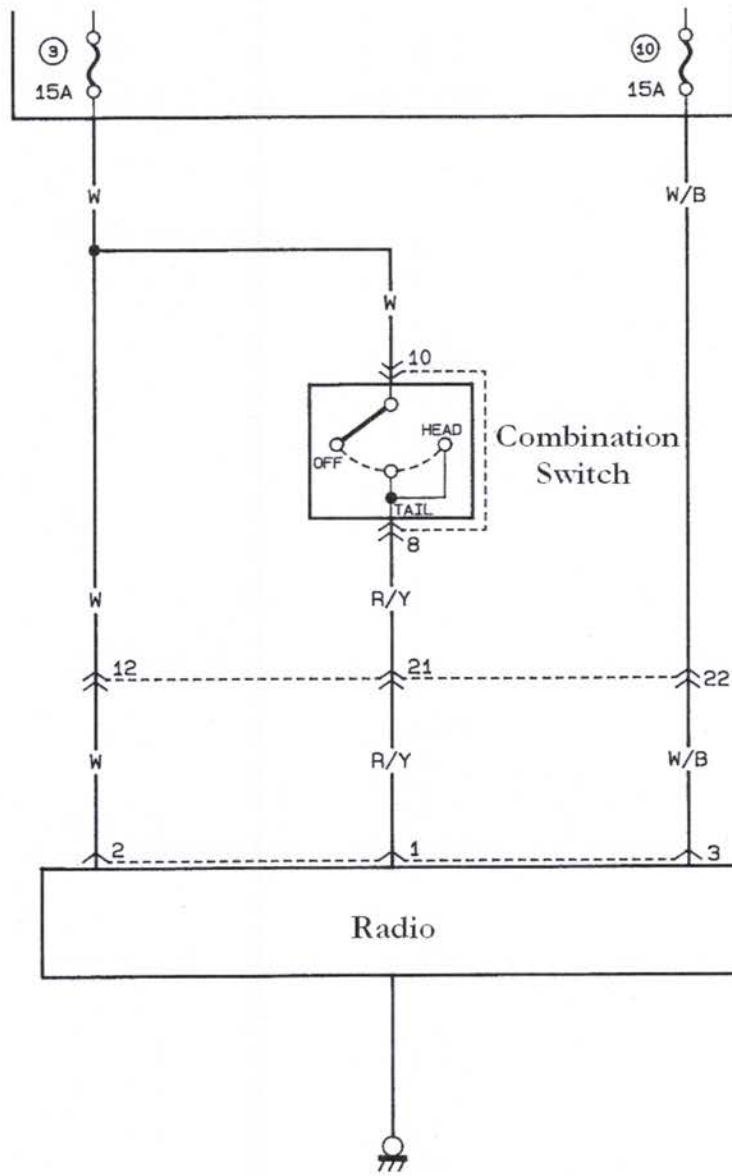 3
10
15A
15A
W
W/B
W
10
HEAD
OFF
Combination
Switch
TAIL
8
W
R/Y
12
21
22
W
R/Y
W/B
2
1
3
Radio